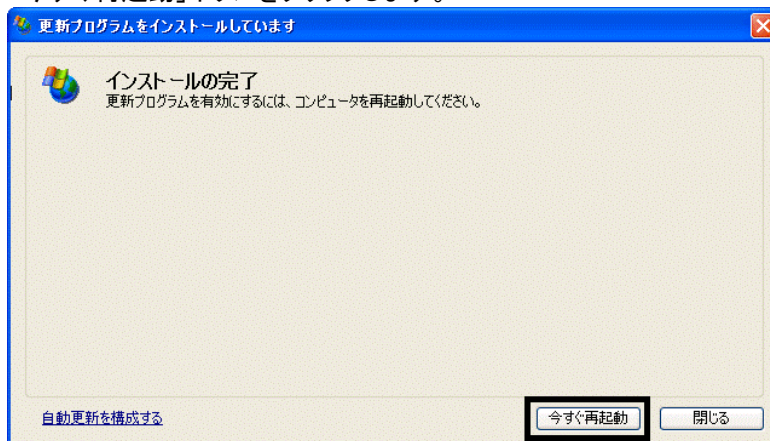 更新プログラムをインストールしています
インストールの完了
更新プログラムを有効にするには、コンピュータを再起動してください。
自動更新を構成する
今すぐ再起動
閉じる